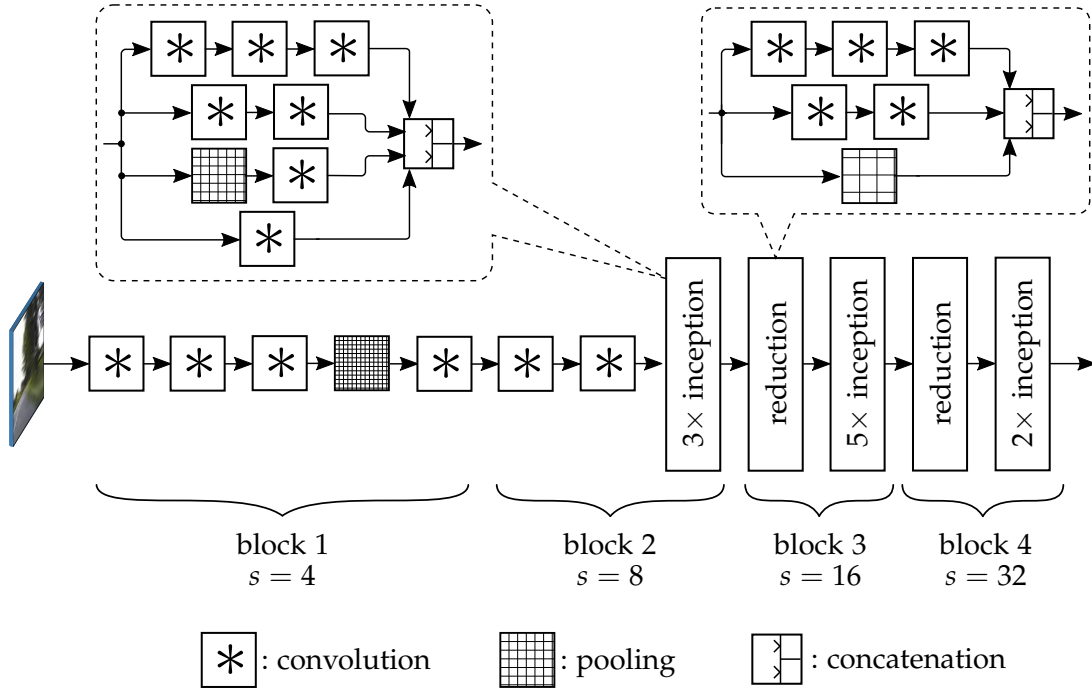 3× inception
reduction
5× inception
reduction
2× inception
block 1
s = 4
block 2
s = 8
block 3
s = 16
block 4
s = 32
: convolution
: pooling
: concatenation